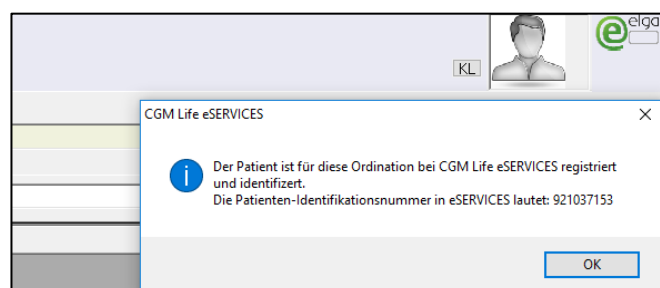 elga
KL
CGM Life eSERVICES
Der Patient ist für diese Ordination bei CGM Life eSERVICES registriert
und identifizert.
Die Patienten-Identifikationsnummer in eSERVICES lautet: 921037153
OK